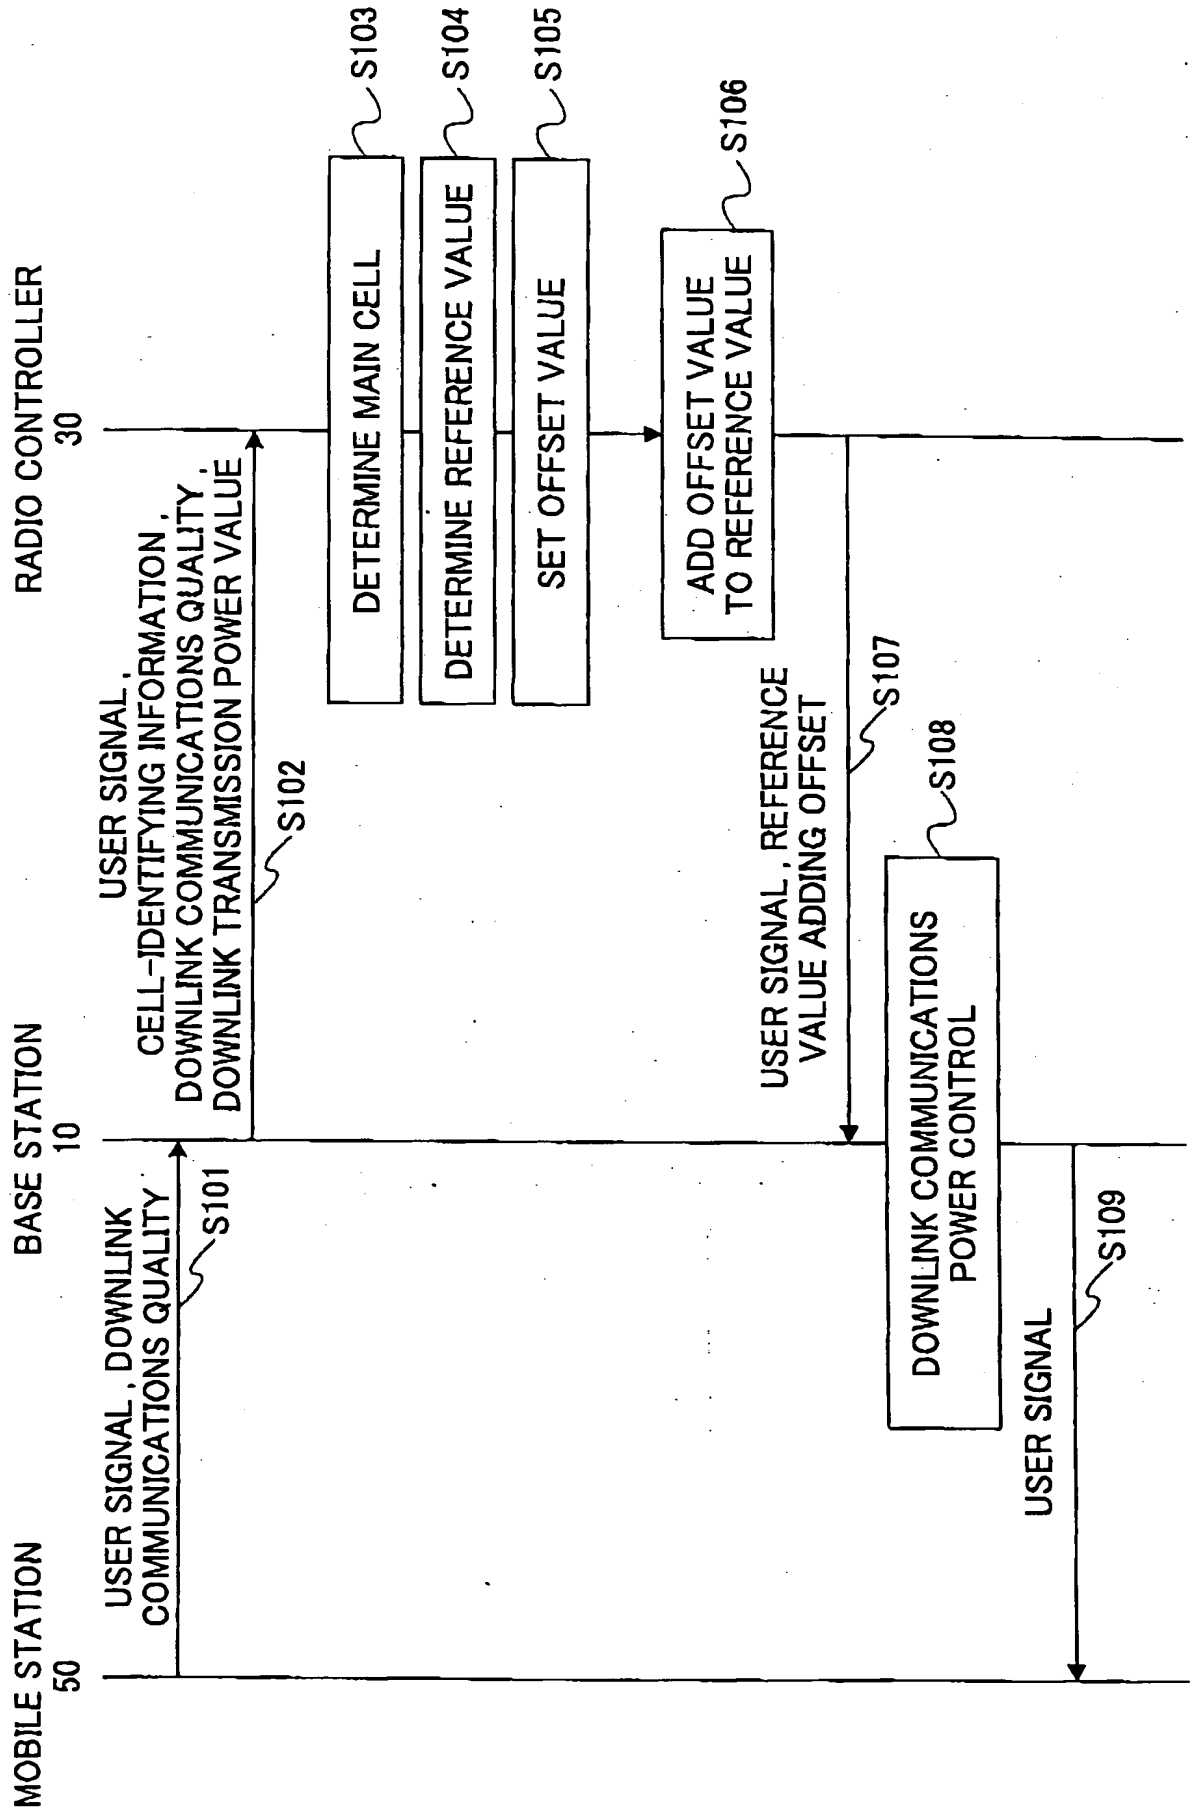 MOBILE STATION
50
BASE STATION
10
RADIO CONTROLLER
30
USER SIGNAL, DOWNLINK
COMMUNICATIONS QUALITY
S101
USER SIGNAL,
CELL-IDENTIFYING INFORMATION,
DOWNLINK COMMUNICATIONS QUALITY,
DOWNLINK TRANSMISSION POWER VALUE
S102
DETERMINE MAIN CELL
S103
DETERMINE REFERENCE VALUE
S104
SET OFFSET VALUE
S105
ADD OFFSET VALUE
TO REFERENCE VALUE
S106
USER SIGNAL, REFERENCE
VALUE ADDING OFFSET
S107
DOWNLINK COMMUNICATIONS
POWER CONTROL
S108
USER SIGNAL
S109